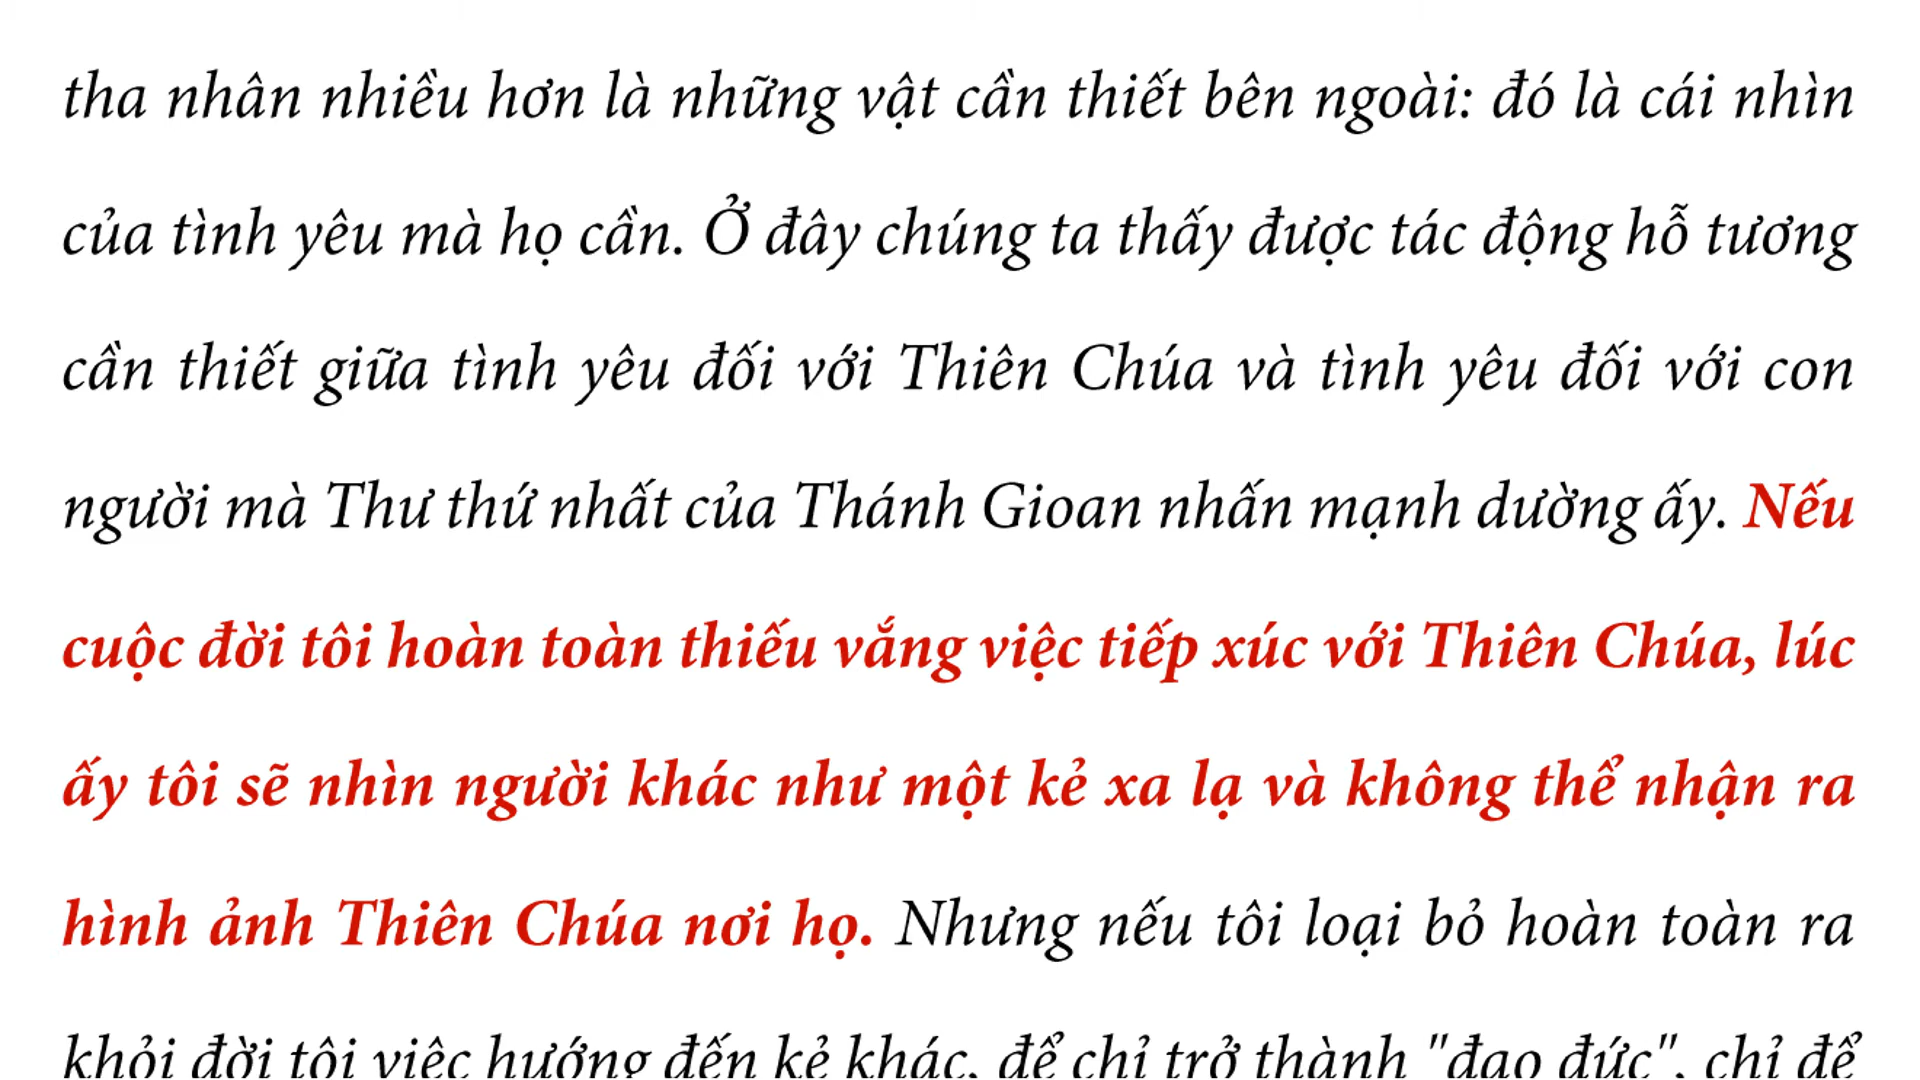 tha nhân nhiều hơn là những vật cần thiết bên ngoài: đó là cái nhìn
của tình yêu mà họ cần. Ở đây chúng ta thấy được tác động hỗ tương
cần thiết giữa tình yêu đối với Thiên Chúa và tình yêu đối với con
người mà Thư thứ nhất của Thánh Gioan nhấn mạnh dường ấy. Nếu
cuộc đời tôi hoàn toàn thiếu vắng việc tiếp xúc với Thiên Chúa, lúc
ấy tôi sẽ nhìn người khác như một kẻ xa lạ và không thể nhận ra
hình ảnh Thiên Chúa nơi họ. Nhưng nếu tôi loại bỏ hoàn toàn ra
khỏi đời tôi việc hướng đến kẻ khác, để chỉ trở thành "đạo đức", chỉ để